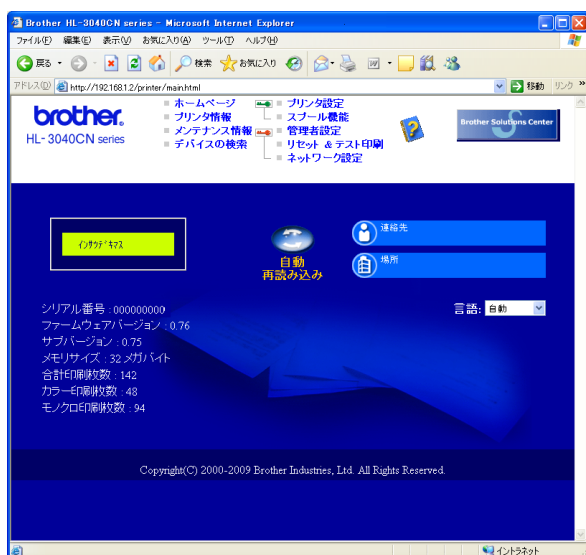 Brother HL-3040CN series - Microsoft Internet Explorer
ファイル(F) 編集(E) 表示(V) お気に入り(A) ツール(T) ヘルプ(H)
戻る 検索 お気に入り
アドレス(D) http://192.168.1.2/printer/main.html 移動 リンク »
brother.
HL- 3040CN series
ホームページ
プリンタ情報
メンテナンス情報
デバイスの検索
プリンタ設定
スプール機能
管理者設定
リセット & テスト印刷
ネットワーク設定
Brother Solutions Center
インサツデキマス
自動
再読み込み
連絡先
場所
シリアル番号 : 000000000
ファームウェアバージョン : 0.76
サブバージョン : 0.75
メモリサイズ : 32 メガバイト
合計印刷枚数 : 142
カラー印刷枚数 : 48
モノクロ印刷枚数 : 94
言語: 自動
Copyright(C) 2000-2009 Brother Industries, Ltd. All Rights Reserved.
イントラネット